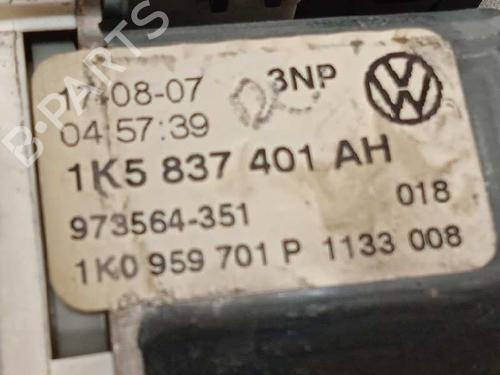 17-08-07 3NP
04:57:39
1K5 837 401 AH
973564-351 018
1K0 959 701 P 1133 008
B-PARTS